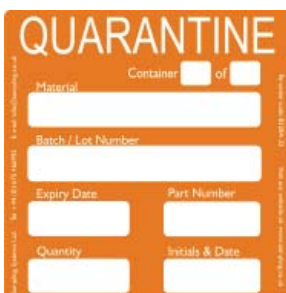 QUARANTINE
Container of
Material
Batch / Lot Number
Expiry Date Part Number
Quantity Initials & Date